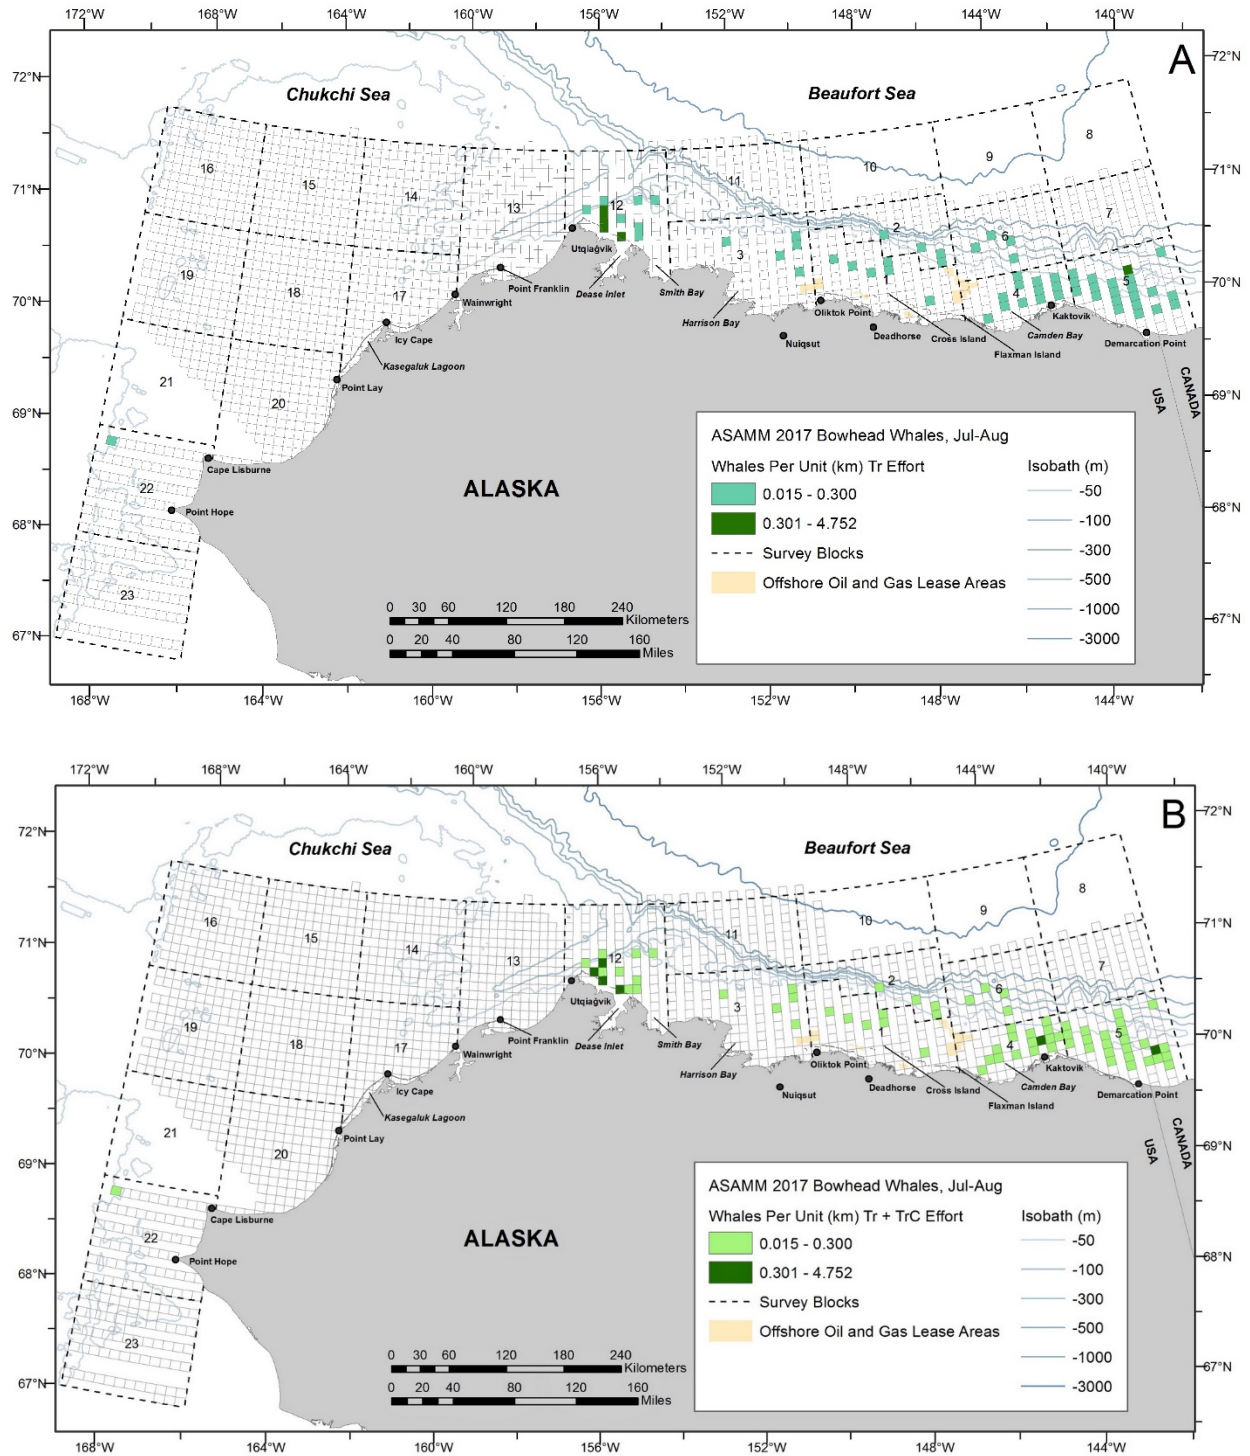 172°W 168°W 164°W 160°W 156°W 152°W 148°W 144°W 140°W
A
72°N
72°N
Chukchi Sea
Beaufort Sea
8
9
16
15
10
71°N
71°N
14
11
7
13
12
2
6
3
Utqiaġvik
19
5
18
1
4
70°N
70°N
17
Point Franklin
Dease Inlet
Smith Bay
Wainwright
Harrison Bay
Oliktok Point
Kaktovik
Icy Cape
Deadhorse
Cross Island
Camden Bay
Nuiqsut
Demarcation Point
Flaxman Island
Kasegaluk Lagoon
CANADA
USA
21
Point Lay
20
69°N
69°N
Cape Lisburne
22
Point Hope
68°N
68°N
23
67°N
67°N
ALASKA
ASAMM 2017 Bowhead Whales, Jul-Aug
Whales Per Unit (km) Tr Effort
0.015 - 0.300
0.301 - 4.752
Survey Blocks
Offshore Oil and Gas Lease Areas
Isobath (m)
-50
-100
-300
-500
-1000
-3000
0 30 60 120 180 240
Kilometers
0 20 40 80 120 160
Miles
168°W 164°W 160°W 156°W 152°W 148°W 144°W
172°W 168°W 164°W 160°W 156°W 152°W 148°W 144°W 140°W
B
72°N
72°N
Chukchi Sea
Beaufort Sea
8
9
16
15
10
71°N
71°N
14
11
7
13
12
2
6
3
Utqiaġvik
19
5
18
4
70°N
70°N
17
Point Franklin
Dease Inlet
Smith Bay
Wainwright
Harrison Bay
Oliktok Point
Kaktovik
Icy Cape
Deadhorse
Cross Island
Camden Bay
Nuiqsut
Demarcation Point
Flaxman Island
Kasegaluk Lagoon
CANADA
USA
21
Point Lay
20
69°N
69°N
Cape Lisburne
22
Point Hope
68°N
68°N
23
67°N
67°N
ALASKA
ASAMM 2017 Bowhead Whales, Jul-Aug
Whales Per Unit (km) Tr + TrC Effort
0.015 - 0.300
0.301 - 4.752
Survey Blocks
Offshore Oil and Gas Lease Areas
Isobath (m)
-50
-100
-300
-500
-1000
-3000
0 30 60 120 180 240
Kilometers
0 20 40 80 120 160
Miles
168°W 164°W 160°W 156°W 152°W 148°W 144°W